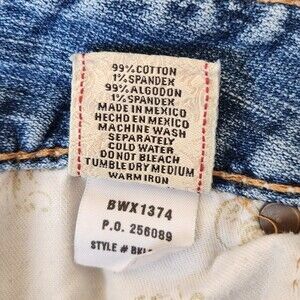 99% COTTON
1% SPANDEX
99% ALGODON
1% SPANDEX
MADE IN MEXICO
HECHO EN MEXICO
MACHINE WASH
SEPARATELY
COLD WATER
DO NOT BLEACH
TUMBLE DRY MEDIUM
WARM IRON
BWX1374
P.O. 256089
STYLE #